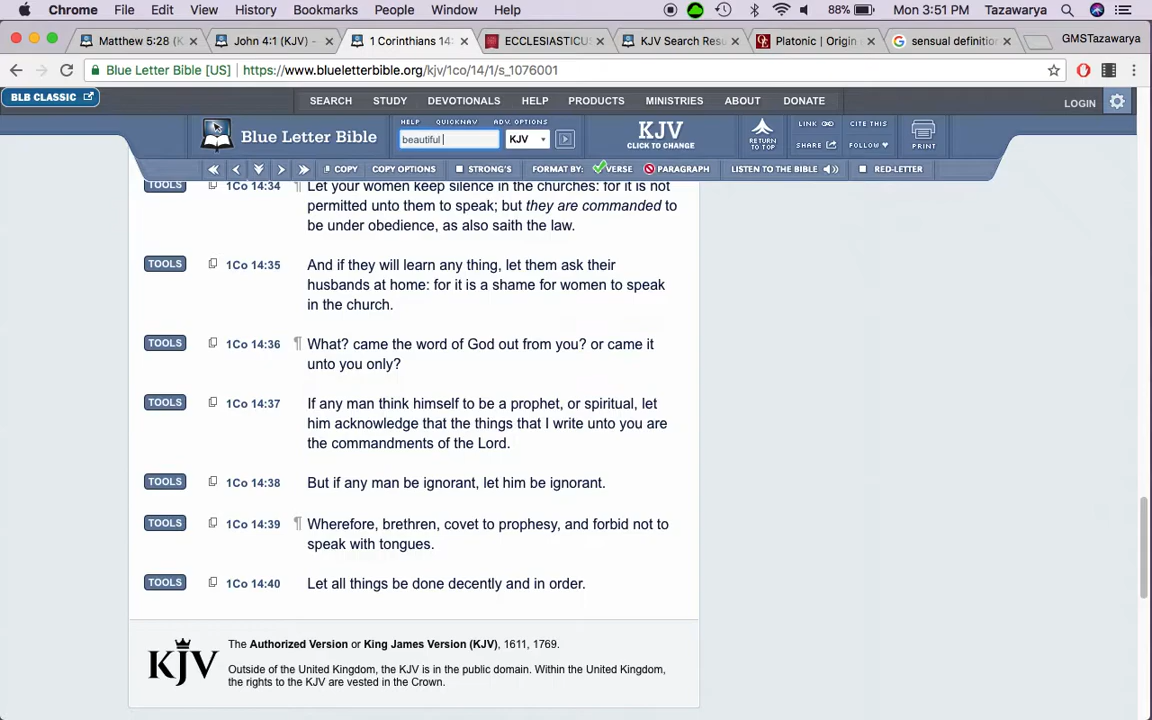 Chrome File Edit View History Bookmarks People Window Help 88% Mon 3:51 PM Tazawarya
Matthew 5:28 (K
John 4:1 (KJV) -
1 Corinthians 14:
ECCLESIASTICU
KJV Search Resu
Platonic | Origin
sensual definitio
GMSTazawarya
Blue Letter Bible [US] https://www.blueletterbible.org/kjv/1co/14/1/s_1076001
BLB CLASSIC
SEARCH STUDY DEVOTIONALS HELP PRODUCTS MINISTRIES ABOUT DONATE
LOGIN
Blue Letter Bible
HELP QUICKNAV ADV. OPTIONS
beautiful
KJV
KJV
CLICK TO CHANGE
RETURN
TO TOP
LINK CITE THIS
SHARE FOLLOW
PRINT
COPY COPY OPTIONS STRONG'S FORMAT BY: VERSE PARAGRAPH LISTEN TO THE BIBLE RED-LETTER
TOOLS 1Co 14:34 ¶ Let your women keep silence in the churches: for it is not
permitted unto them to speak; but they are commanded to
be under obedience, as also saith the law.
TOOLS 1Co 14:35 And if they will learn any thing, let them ask their
husbands at home: for it is a shame for women to speak
in the church.
TOOLS 1Co 14:36 ¶ What? came the word of God out from you? or came it
unto you only?
TOOLS 1Co 14:37 If any man think himself to be a prophet, or spiritual, let
him acknowledge that the things that I write unto you are
the commandments of the Lord.
TOOLS 1Co 14:38 But if any man be ignorant, let him be ignorant.
TOOLS 1Co 14:39 ¶ Wherefore, brethren, covet to prophesy, and forbid not to
speak with tongues.
TOOLS 1Co 14:40 Let all things be done decently and in order.
KJV
The Authorized Version or King James Version (KJV), 1611, 1769.
Outside of the United Kingdom, the KJV is in the public domain. Within the United Kingdom,
the rights to the KJV are vested in the Crown.